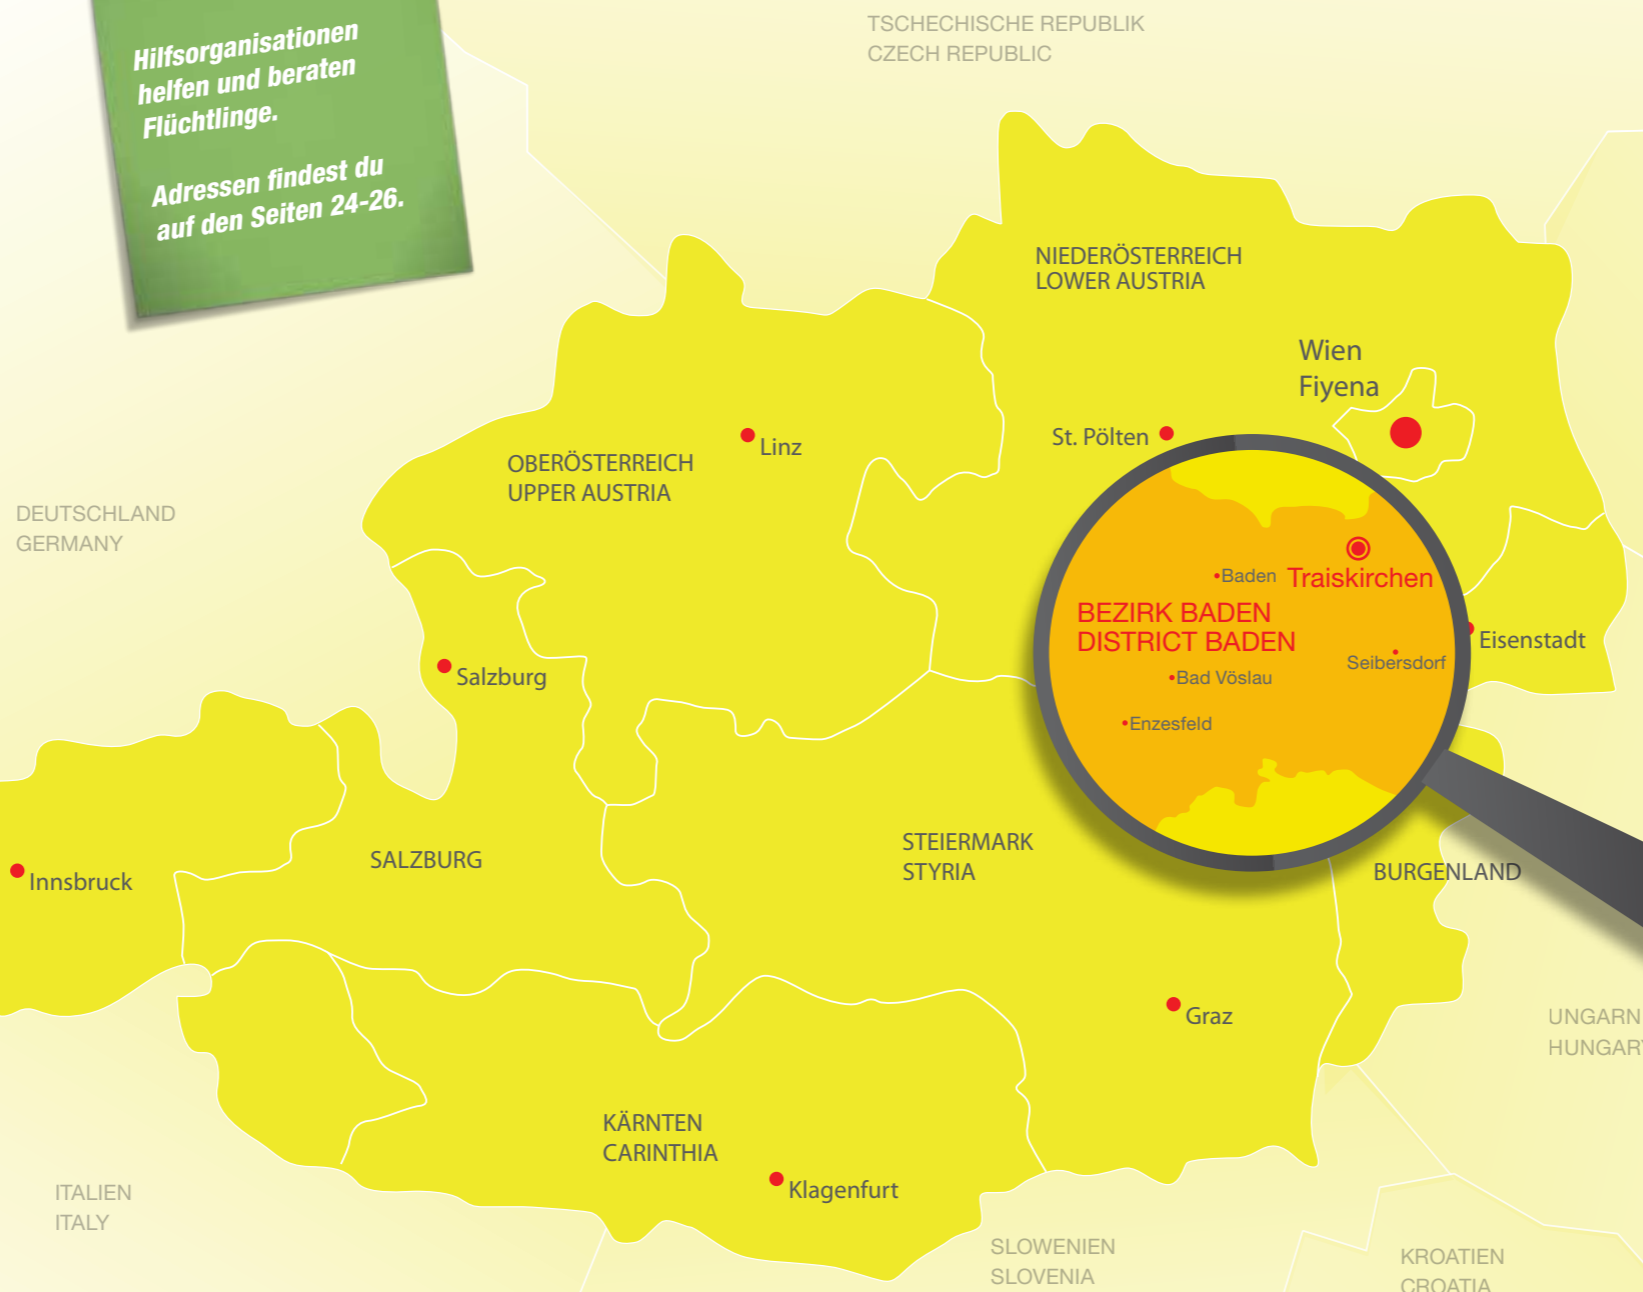 Hilfsorganisationen
helfen und beraten
Flüchtlinge.
Adressen findest du
auf den Seiten 24-26.
TSCHECHISCHE REPUBLIK
CZECH REPUBLIC
NIEDERÖSTERREICH
LOWER AUSTRIA
Wien
Fiyena
St. Pölten
Linz
OBERÖSTERREICH
UPPER AUSTRIA
DEUTSCHLAND
GERMANY
Baden
Traiskirchen
BEZIRK BADEN
DISTRICT BADEN
Seibersdorf
Bad Vöslau
Enzesfeld
Eisenstadt
Salzburg
SALZBURG
Innsbruck
STEIERMARK
STYRIA
BURGENLAND
Graz
UNGARN
HUNGARY
KÄRNTEN
CARINTHIA
Klagenfurt
ITALIEN
ITALY
SLOWENIEN
SLOVENIA
KROATIEN
CROATIA